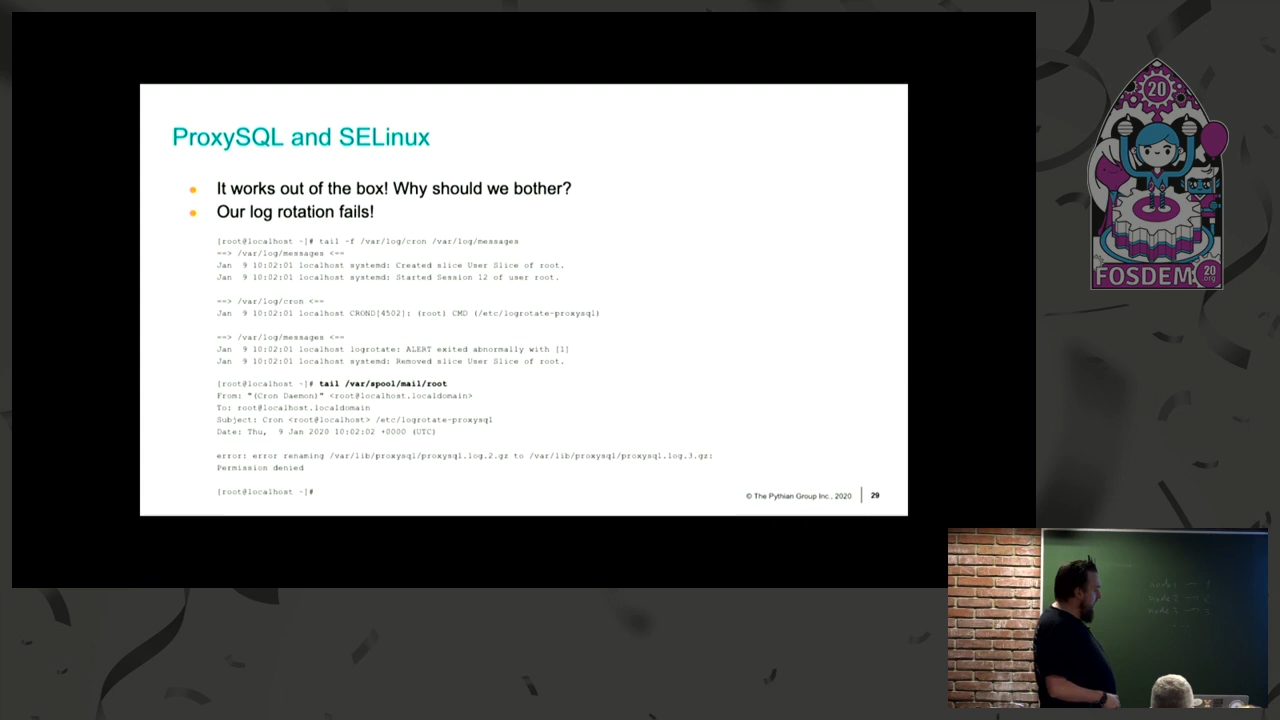 ProxySQL and SELinux
● It works out of the box! Why should we bother?
● Our log rotation fails!
[root@localhost ~]# tail -f /var/log/cron /var/log/messages
==> /var/log/messages <==
Jan  9 10:02:01 localhost systemd: Created slice User Slice of root.
Jan  9 10:02:01 localhost systemd: Started Session 12 of user root.
==> /var/log/cron <==
Jan  9 10:02:01 localhost CROND[4502]: (root) CMD (/etc/logrotate-proxysql)
==> /var/log/messages <==
Jan  9 10:02:01 localhost logrotate: ALERT exited abnormally with [1]
Jan  9 10:02:01 localhost systemd: Removed slice User Slice of root.
[root@localhost ~]# tail /var/spool/mail/root
From: "(Cron Daemon)" <root@localhost.localdomain>
To: root@localhost.localdomain
Subject: Cron <root@localhost> /etc/logrotate-proxysql
Date: Thu,  9 Jan 2020 10:02:02 +0000 (UTC)
error: error renaming /var/lib/proxysql/proxysql.log.2.gz to /var/lib/proxysql/proxysql.log.3.gz:
Permission denied
[root@localhost ~]#
© The Pythian Group Inc., 2020
29
20
FOSDEM 20
.org
node
node
node